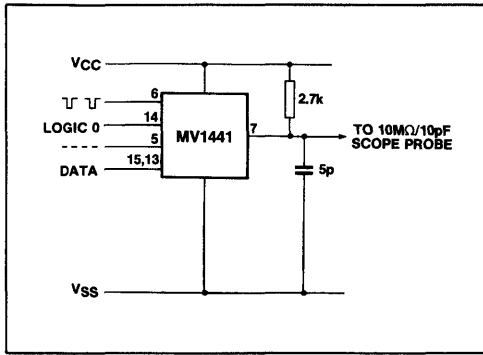 VCC
6
2.7k
LOGIC 0
14
MV1441
7
TO 10MΩ/10pF
SCOPE PROBE
5
15,13
DATA
5p
VSS